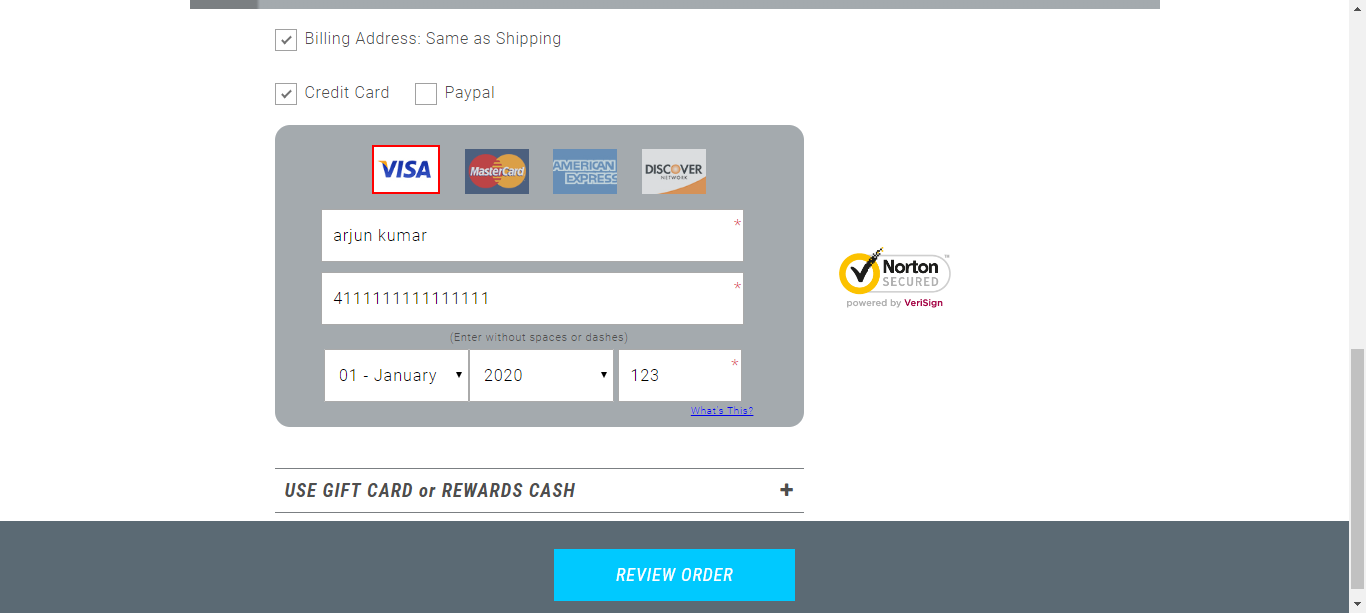 Billing Address: Same as Shipping
Credit Card Paypal
VISA MasterCard AMERICAN EXPRESS DISCOVER NETWORK
arjun kumar *
4111111111111111 *
(Enter without spaces or dashes)
01 - January 2020 123 *
What's This?
Norton
SECURED
powered by VeriSign
USE GIFT CARD or REWARDS CASH +
REVIEW ORDER